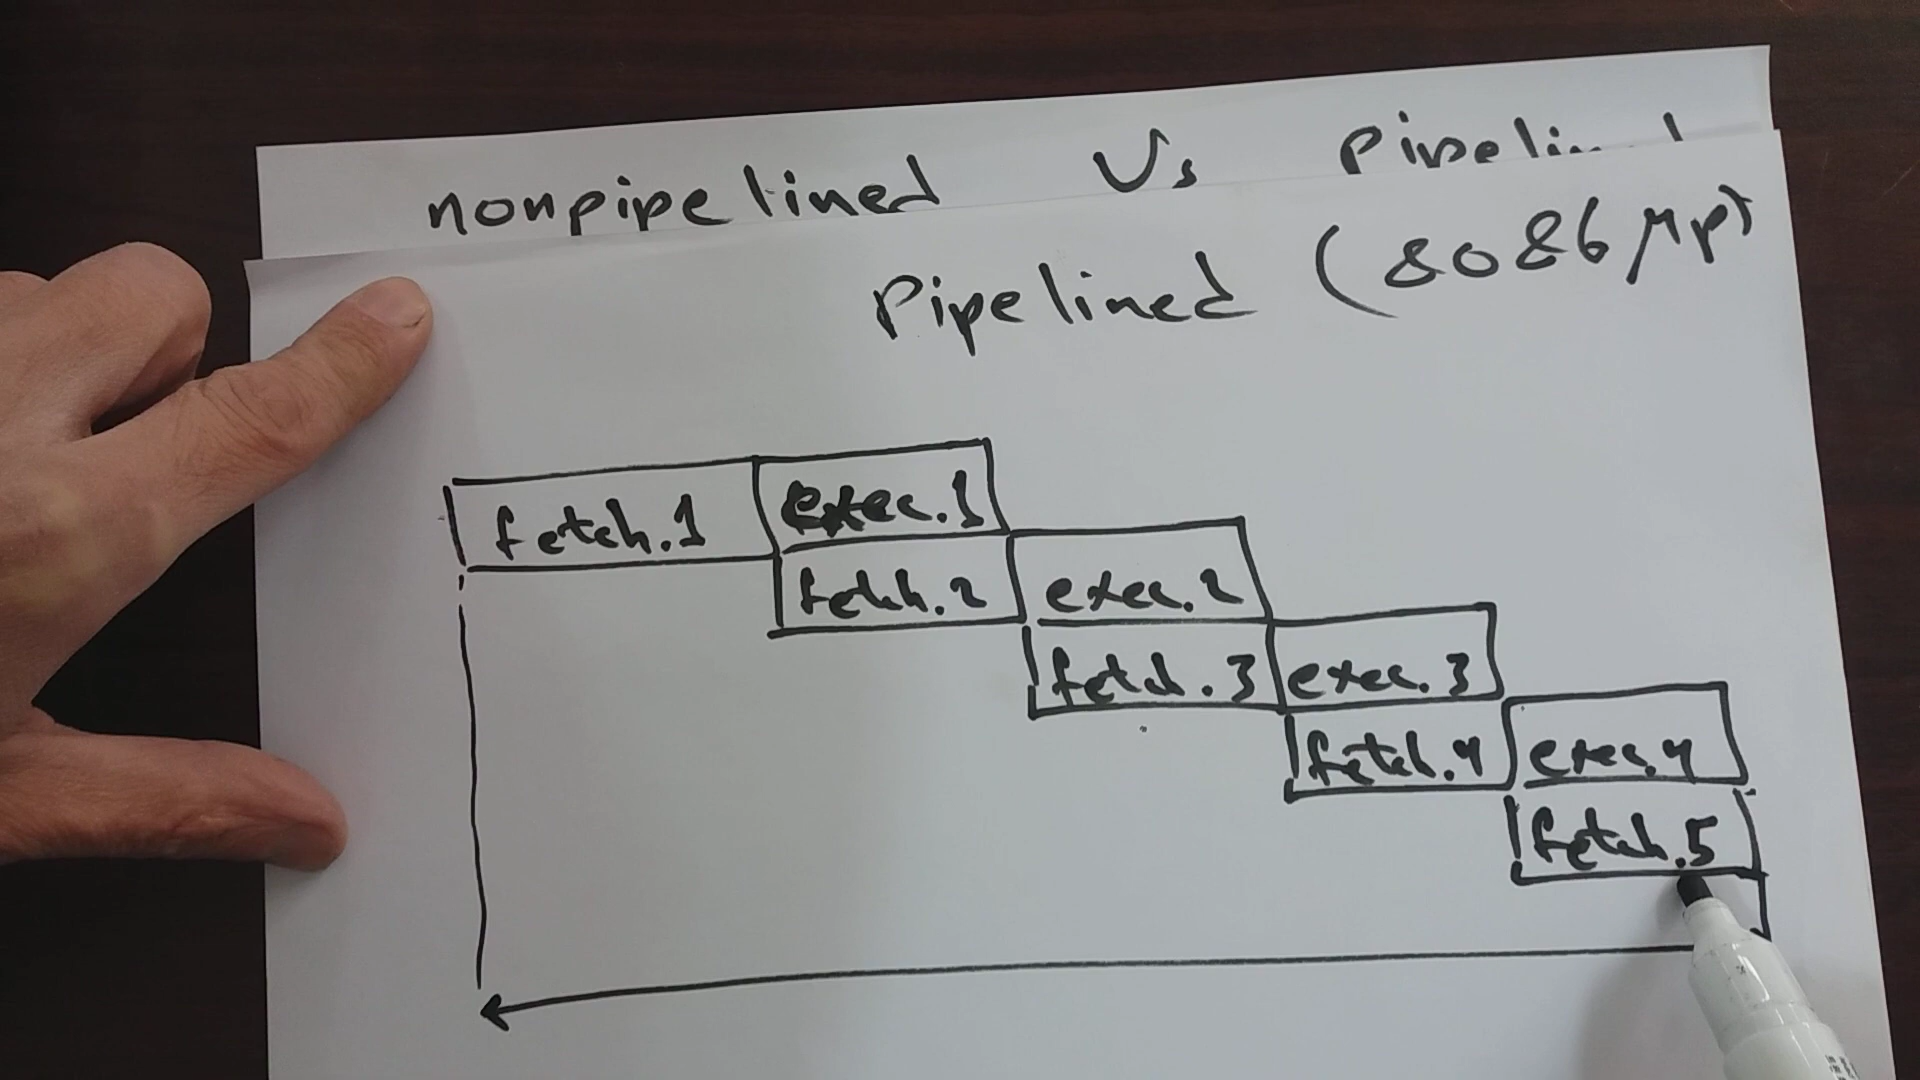 nonpipelined Vs Pipelined
Pipelined (8086 μp)
fetch.1 exec.1
fetch.2 exec.2
fetch.3 exec.3
fetch.4 exec.4
fetch.5